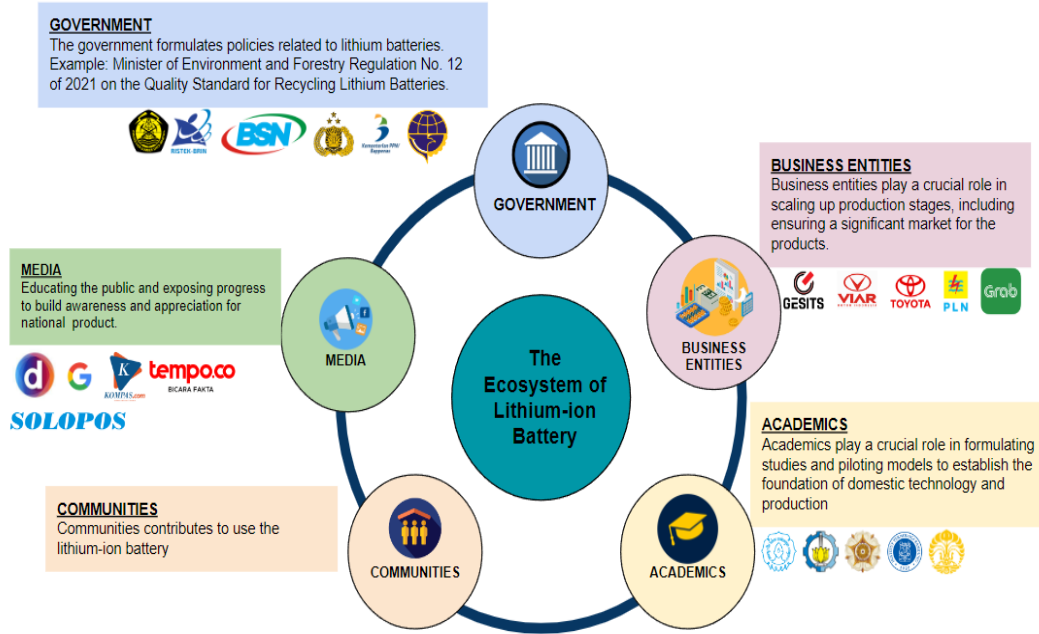 GOVERNMENT
The government formulates policies related to lithium batteries.
Example: Minister of Environment and Forestry Regulation No. 12
of 2021 on the Quality Standard for Recycling Lithium Batteries.
RISTEK-BRIN
BSN
Kementerian PPN/
Bappenas
GOVERNMENT
BUSINESS ENTITIES
Business entities play a crucial role in
scaling up production stages, including
ensuring a significant market for the
products.
GESITS
VIAR
TOYOTA
PLN
Grab
BUSINESS
ENTITIES
MEDIA
Educating the public and exposing progress
to build awareness and appreciation for
national product.
d
G
K
KOMPAS.com
tempo.co
BICARA FAKTA
SOLOPOS
MEDIA
The
Ecosystem of
Lithium-ion
Battery
ACADEMICS
Academics play a crucial role in formulating
studies and piloting models to establish the
foundation of domestic technology and
production
ACADEMICS
COMMUNITIES
Communities contributes to use the
lithium-ion battery
COMMUNITIES